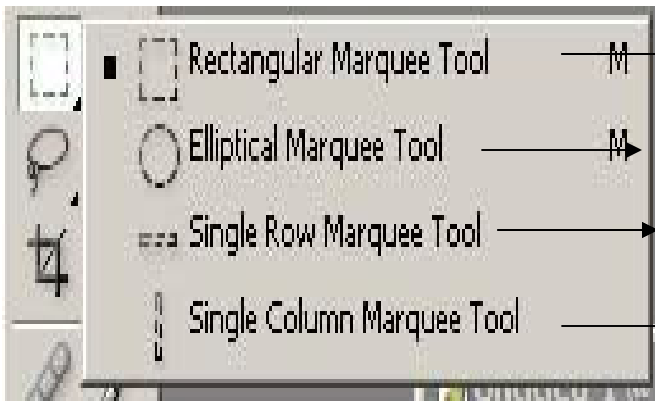 Rectangular Marquee Tool M
Elliptical Marquee Tool M
Single Row Marquee Tool
Single Column Marquee Tool